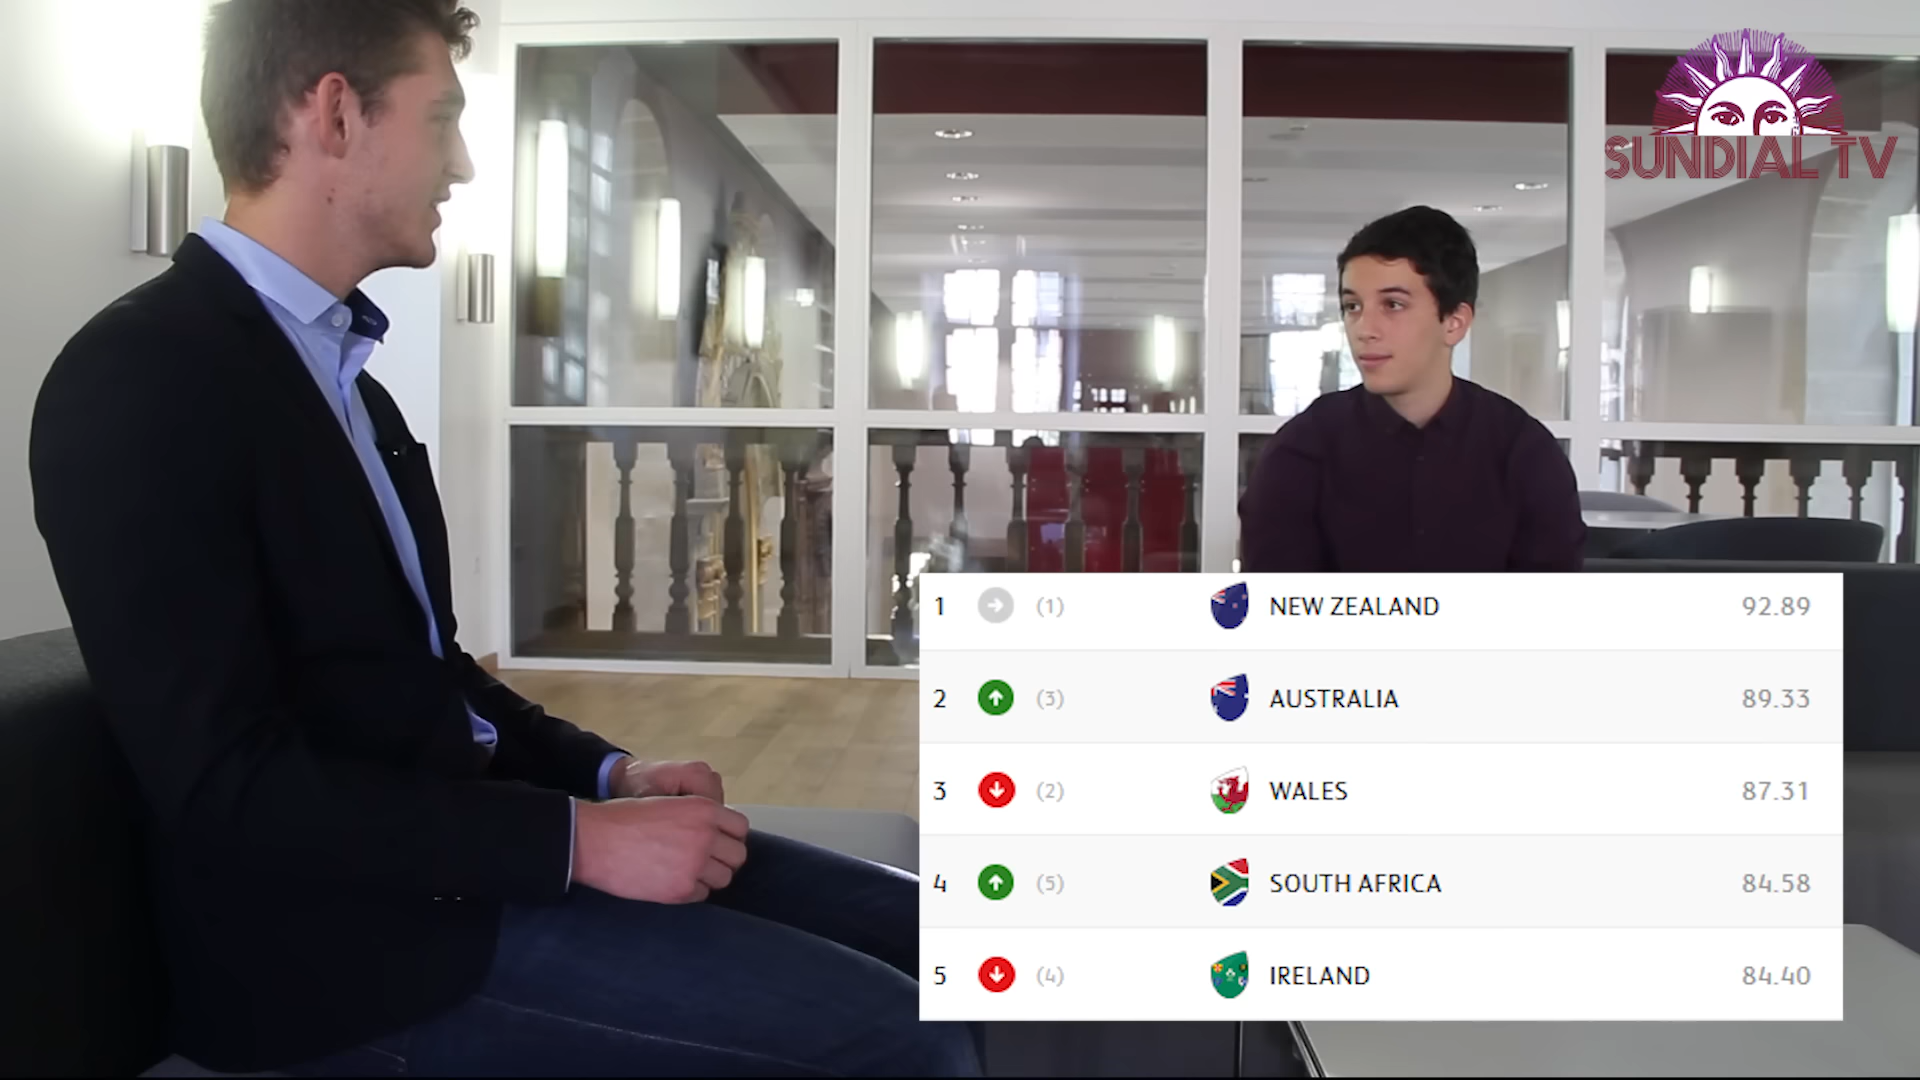 SUNDIAL TV
1 (1) NEW ZEALAND 92.89
2 (3) AUSTRALIA 89.33
3 (2) WALES 87.31
4 (5) SOUTH AFRICA 84.58
5 (4) IRELAND 84.40